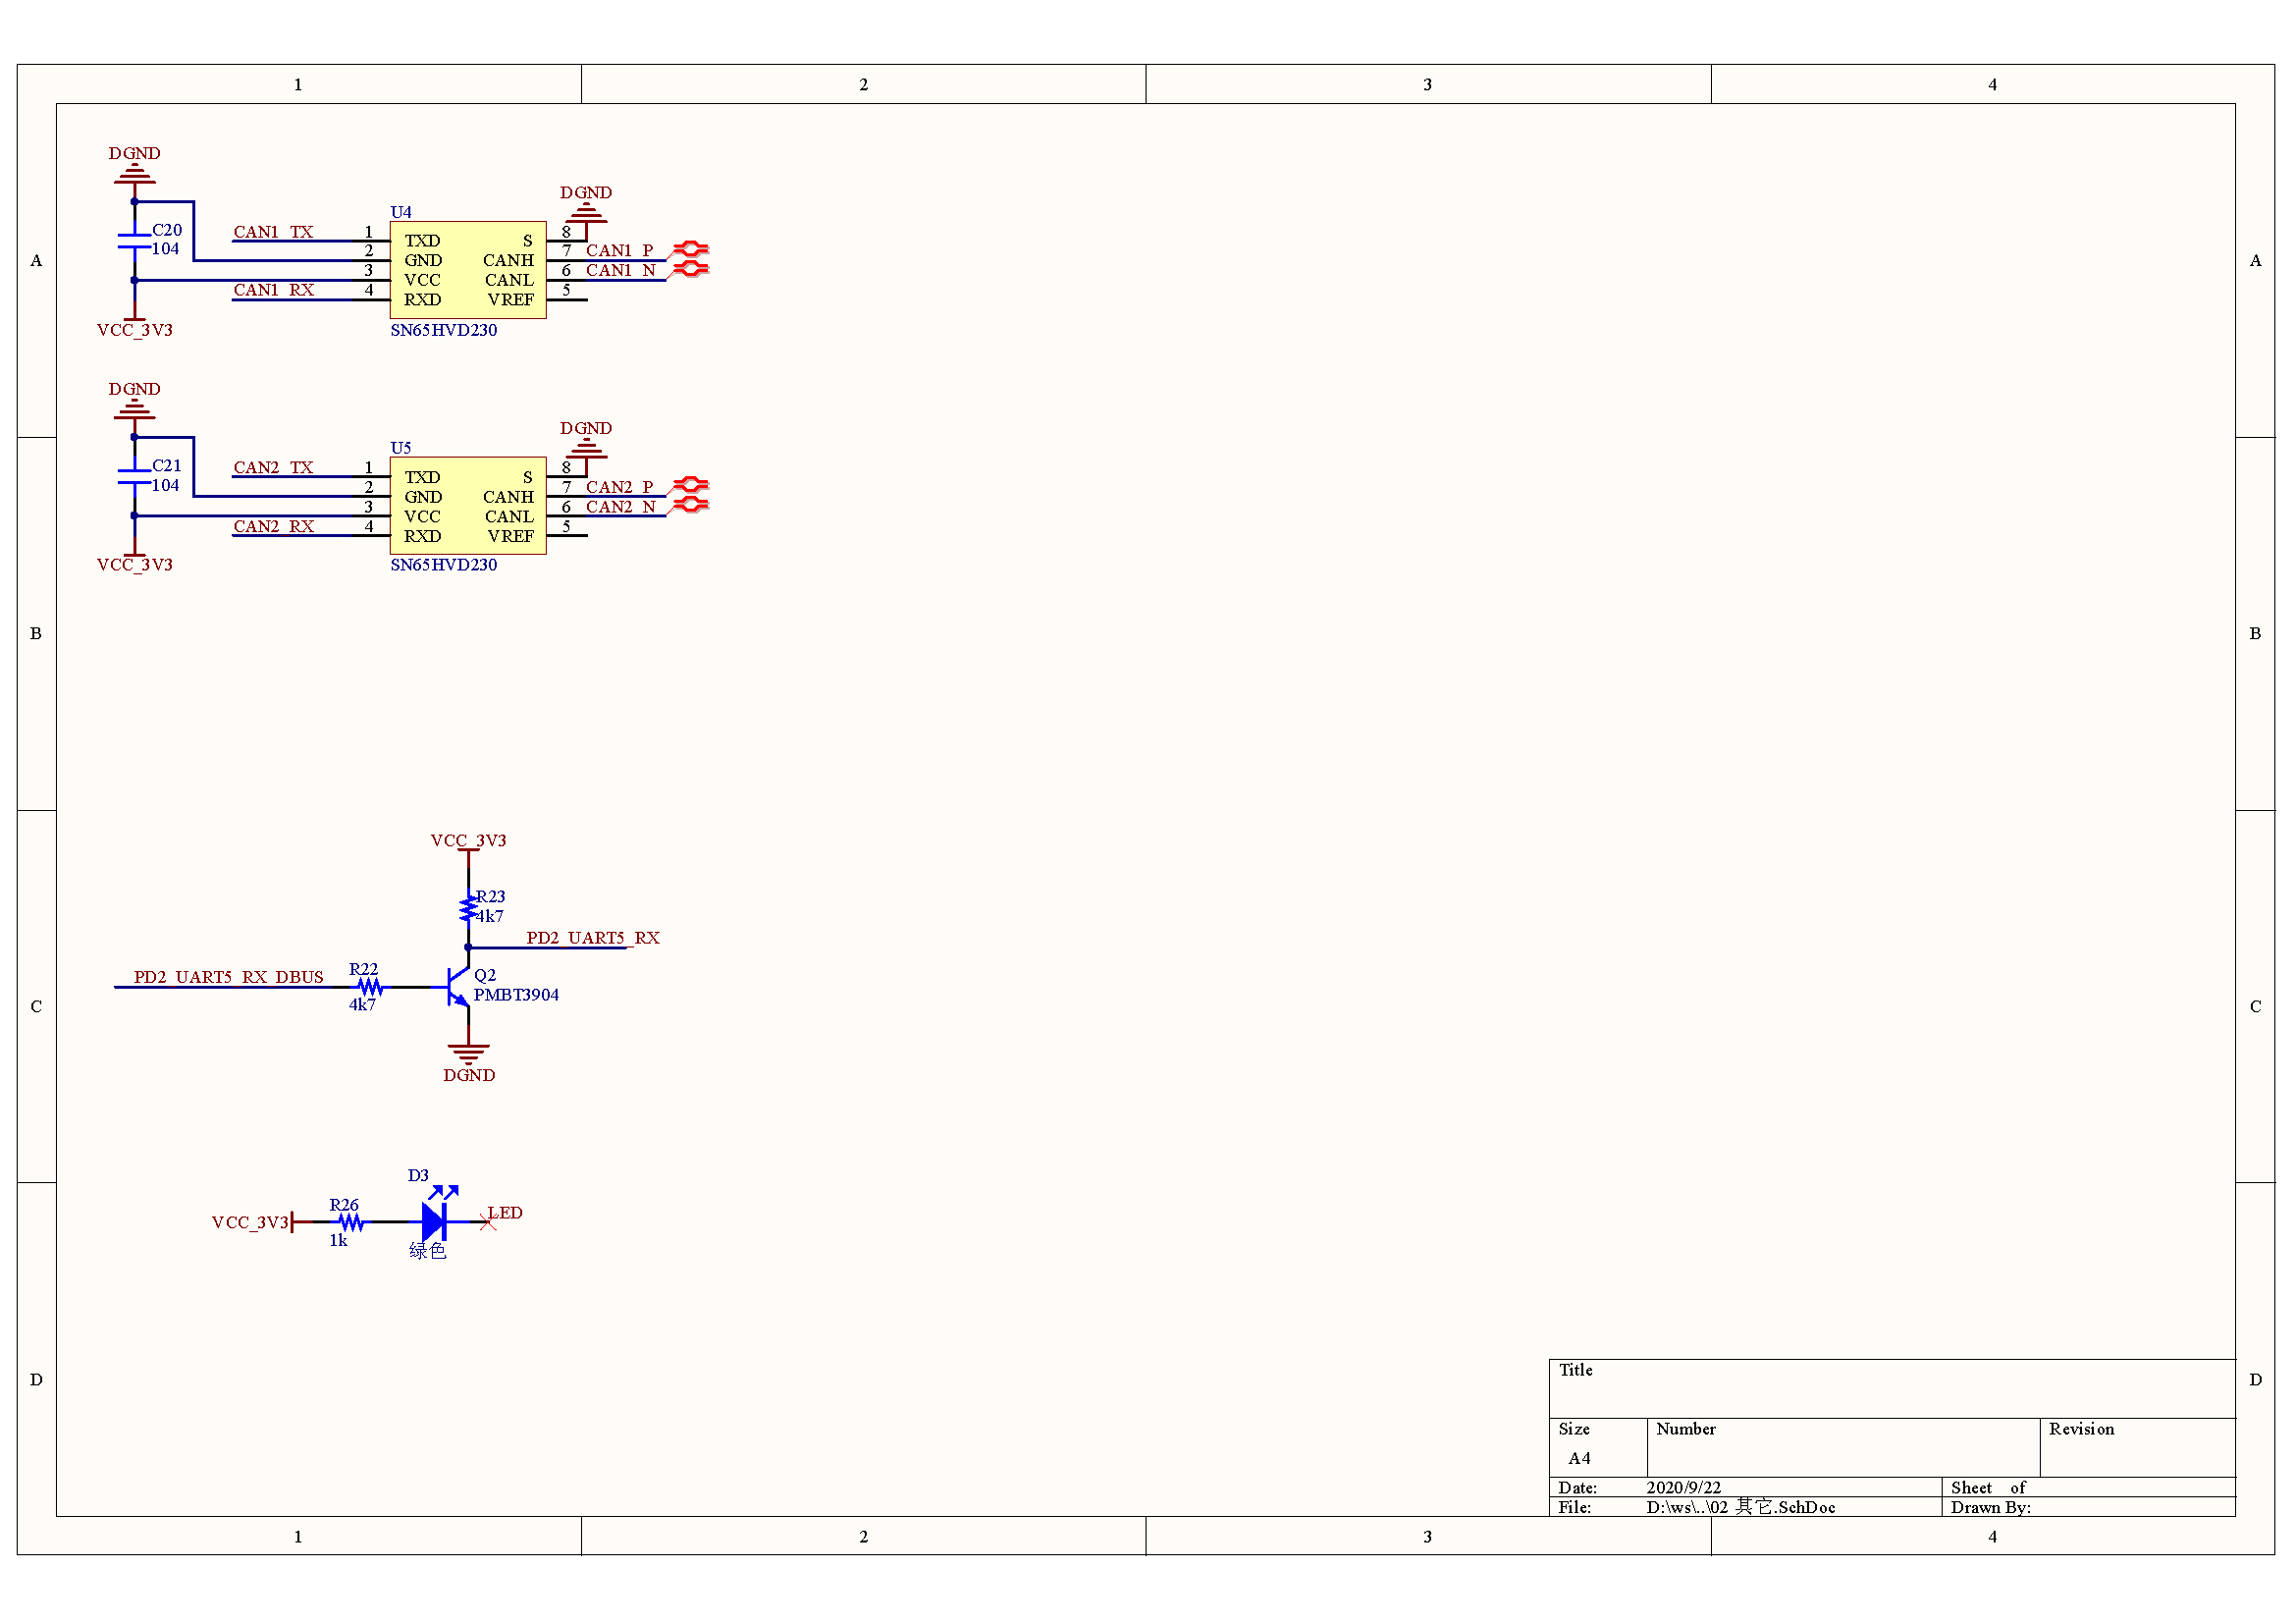 1 2 3 4
A A
B B
C C
D D
DGND
C20
104
VCC_3V3
CAN1_TX
CAN1_RX
U4
1 TXD
2 GND
3 VCC
4 RXD
S 8
CANH 7
CANL 6
VREF 5
SN65HVD230
DGND
CAN1_P
CAN1_N
DGND
C21
104
VCC_3V3
CAN2_TX
CAN2_RX
U5
1 TXD
2 GND
3 VCC
4 RXD
S 8
CANH 7
CANL 6
VREF 5
SN65HVD230
DGND
CAN2_P
CAN2_N
VCC_3V3
R23
4k7
PD2_UART5_RX
PD2_UART5_RX_DBUS
R22
4k7
Q2
PMBT3904
DGND
D3
R26
VCC_3V3
1k
LED
绿色
Title
Size
A4
Number
Revision
Date: 2020/9/22
Sheet of
File: D:\ws\..\02 其它.SchDoc
Drawn By:
1 2 3 4